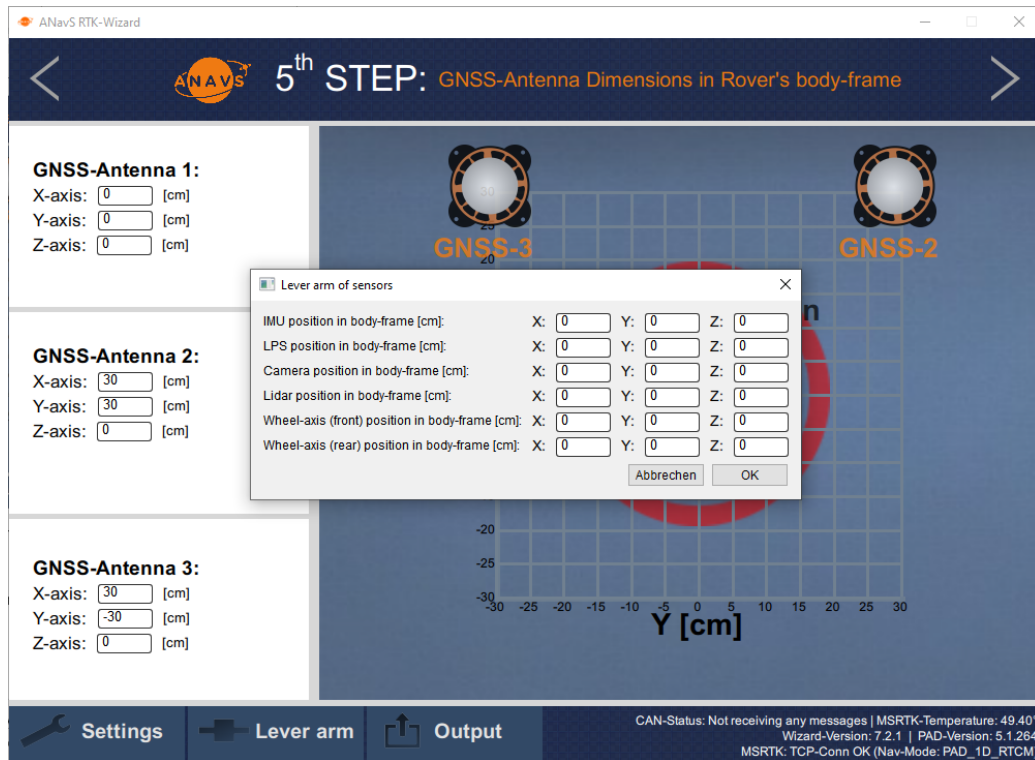 ANavS RTK-Wizard
ANAVS
5th STEP: GNSS-Antenna Dimensions in Rover's body-frame
GNSS-Antenna 1:
X-axis: 0 [cm]
Y-axis: 0 [cm]
Z-axis: 0 [cm]
GNSS-Antenna 2:
X-axis: 30 [cm]
Y-axis: 30 [cm]
Z-axis: 0 [cm]
GNSS-Antenna 3:
X-axis: 30 [cm]
Y-axis: -30 [cm]
Z-axis: 0 [cm]
GNSS-3
GNSS-2
30
25
20
Lever arm of sensors
IMU position in body-frame [cm]: X: 0 Y: 0 Z: 0
LPS position in body-frame [cm]: X: 0 Y: 0 Z: 0
Camera position in body-frame [cm]: X: 0 Y: 0 Z: 0
Lidar position in body-frame [cm]: X: 0 Y: 0 Z: 0
Wheel-axis (front) position in body-frame [cm]: X: 0 Y: 0 Z: 0
Wheel-axis (rear) position in body-frame [cm]: X: 0 Y: 0 Z: 0
Abbrechen OK
-20
-25
-30
-30 -25 -20 -15 -10 -5 0 5 10 15 20 25 30
Y [cm]
Settings
Lever arm
Output
CAN-Status: Not receiving any messages | MSRTK-Temperature: 49.40
Wizard-Version: 7.2.1 | PAD-Version: 5.1.264
MSRTK: TCP-Conn OK (Nav-Mode: PAD_1D_RTCM